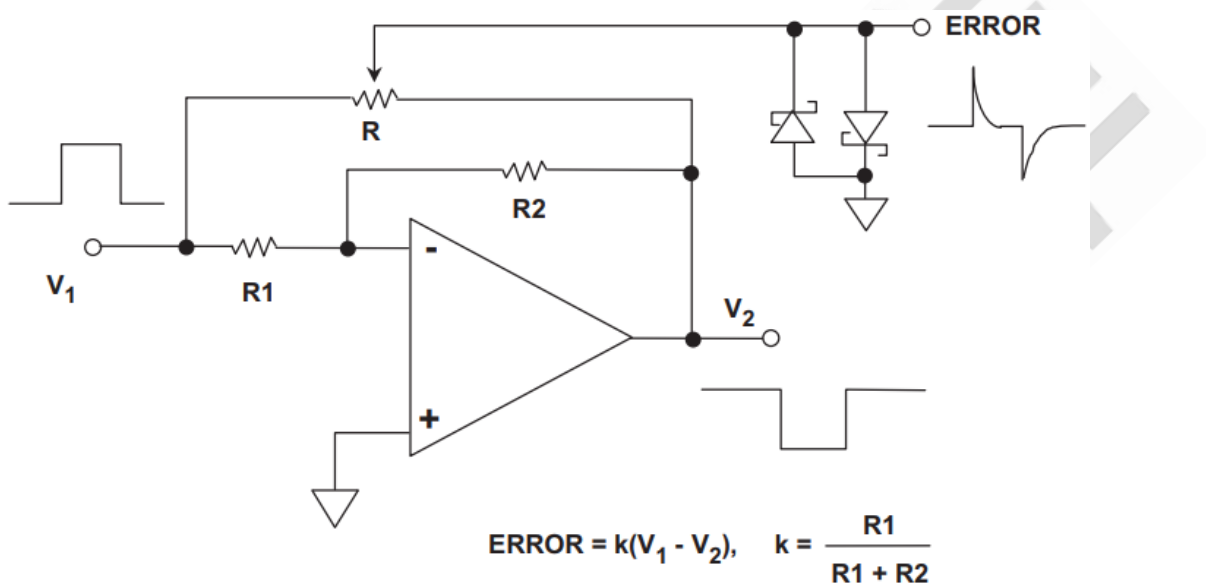 ERROR
R
R2
-
V1
R1
V2
+
ERROR = k(V1 - V2), k = R1
R1 + R2